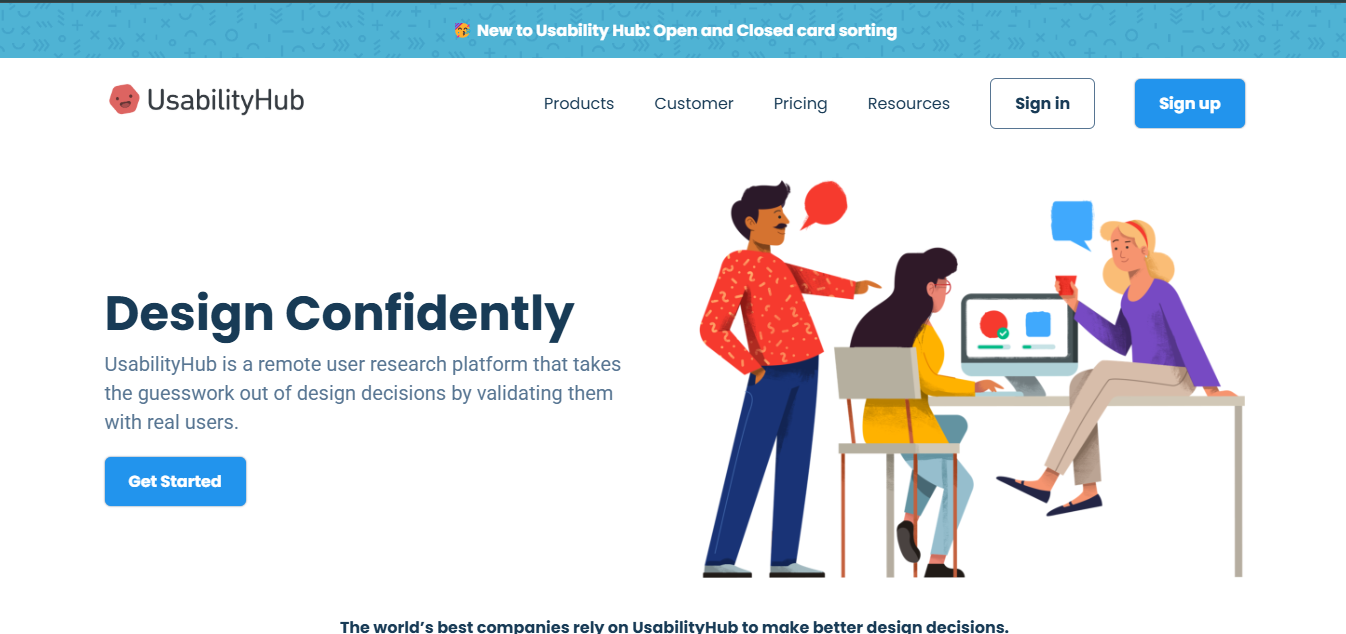 🥳 New to Usability Hub: Open and Closed card sorting
UsabilityHub
Products
Customer
Pricing
Resources
Sign in
Sign up
Design Confidently
UsabilityHub is a remote user research platform that takes
the guesswork out of design decisions by validating them
with real users.
Get Started
The world's best companies rely on UsabilityHub to make better design decisions.